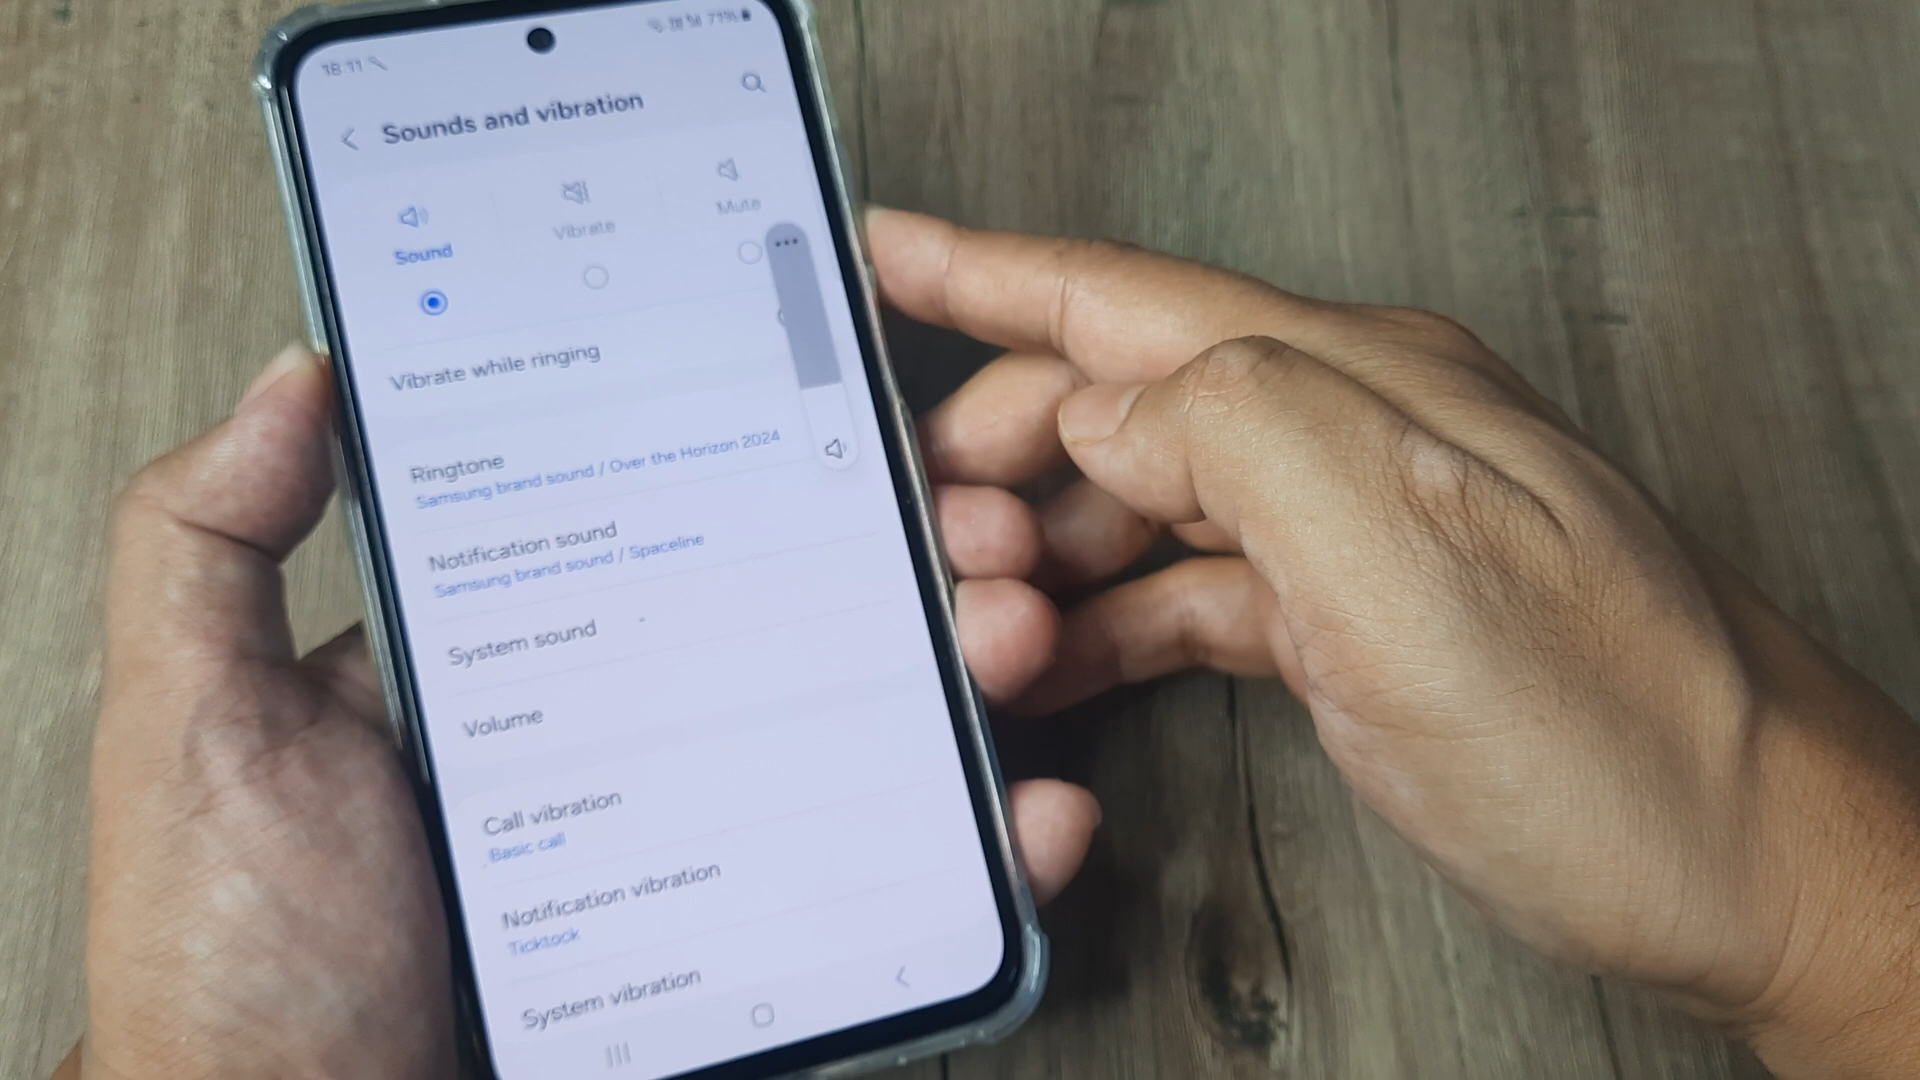 18:11
71%
Sounds and vibration
Sound
Vibrate
Mute
Vibrate while ringing
Ringtone
Samsung brand sound / Over the Horizon 2024
Notification sound
Samsung brand sound / Spaceline
System sound
Volume
Call vibration
Basic call
Notification vibration
Ticktock
System vibration